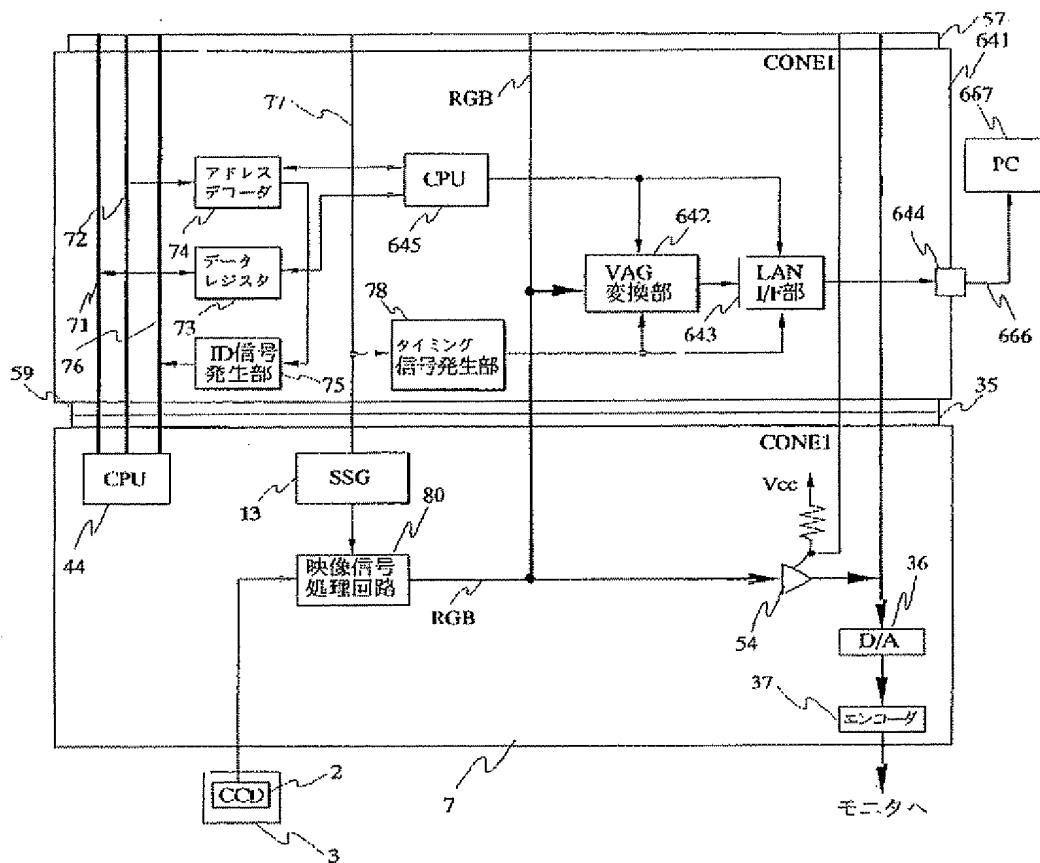 57
641
CONE1
RGB
667
77
PC
アドレス
デコーダ
CPU
72
74
645
642
644
データ
レジスタ
VAG
変換部
LAN
I/F部
78
71
73
643
666
タイミング
信号発生部
76
ID信号
発生部
75
59
35
CONE1
CPU
SSG
Vcc
13
80
44
映像信号
処理回路
36
RGB
54
D/A
37
エンコーダ
2
CCD
7
モニタへ
3